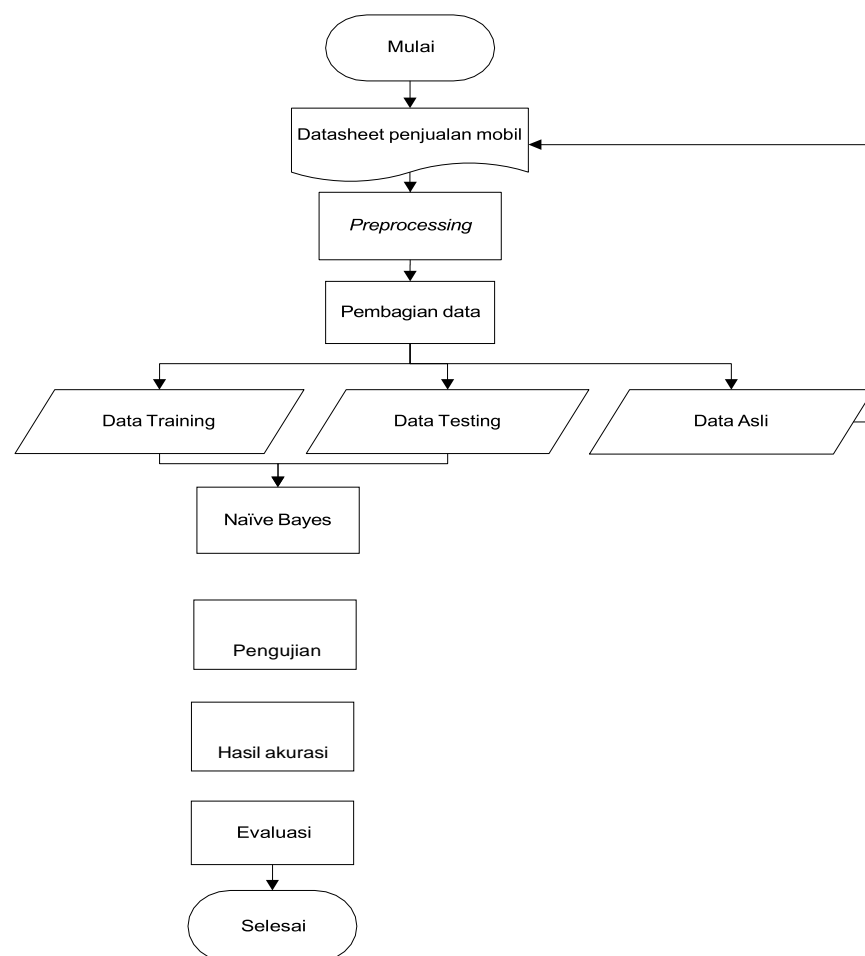 Mulai
Datasheet penjualan mobil
Preprocessing
Pembagian data
Data Training
Data Testing
Data Asli
Naïve Bayes
Pengujian
Hasil akurasi
Evaluasi
Selesai